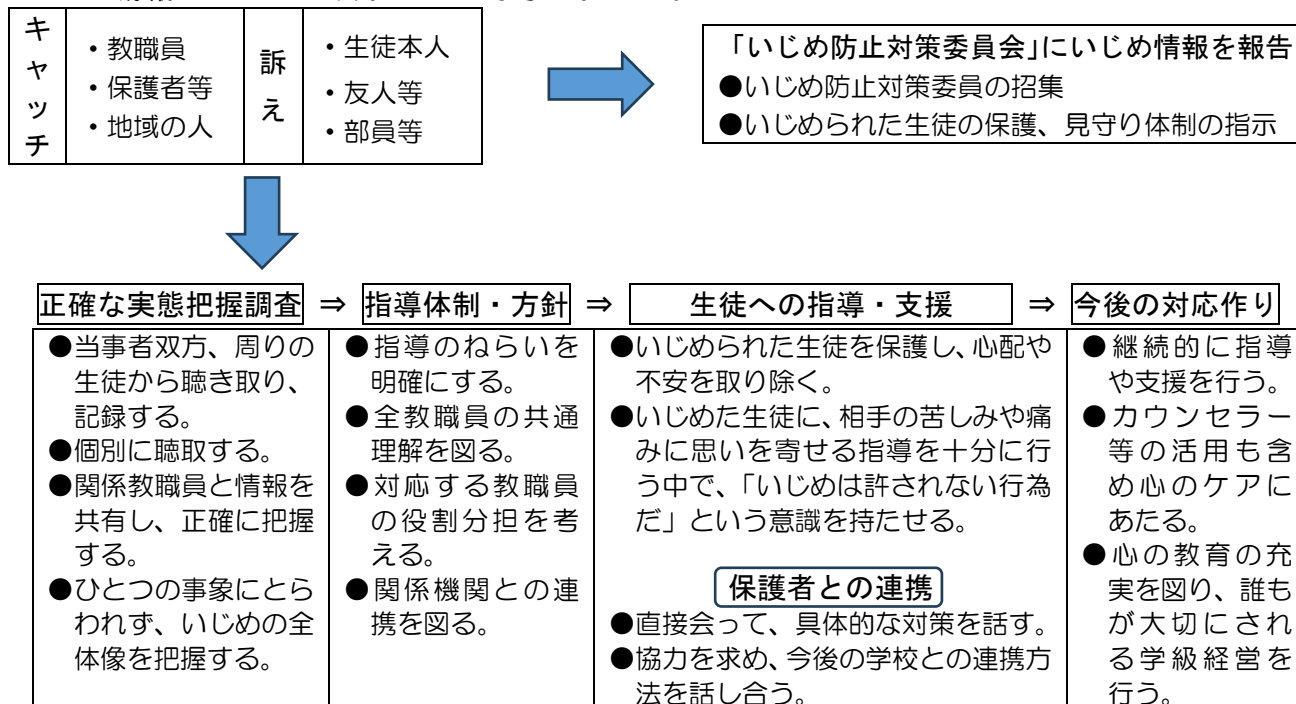 キャッチ
・教職員
・保護者等
・地域の人
訴え
・生徒本人
・友人等
・部員等
「いじめ防止対策委員会」にいじめ情報を報告
●いじめ防止対策委員の招集
●いじめられた生徒の保護、見守り体制の指示
正確な実態把握調査 ⇒ 指導体制・方針 ⇒ 生徒への指導・支援 ⇒ 今後の対応作り
●当事者双方、周りの
生徒から聴き取り、
記録する。
●個別に聴取する。
●関係教職員と情報を
共有し、正確に把握
する。
●ひとつの事象にとら
われず、いじめの全
体像を把握する。
●指導のねらいを
明確にする。
●全教職員の共通
理解を図る。
●対応する教職員
の役割分担を考
える。
●関係機関との連
携を図る。
●いじめられた生徒を保護し、心配や
不安を取り除く。
●いじめた生徒に、相手の苦しみや痛
みに思いを寄せる指導を十分に行
う中で、「いじめは許されない行為
だ」という意識を持たせる。
保護者との連携
●直接会って、具体的な対策を話す。
●協力を求め、今後の学校との連携方
法を話し合う。
●継続的に指導
や支援を行う。
●カウンセラー
等の活用も含
め心のケアに
あたる。
●心の教育の充
実を図り、誰も
が大切にされ
る学級経営を
行う。